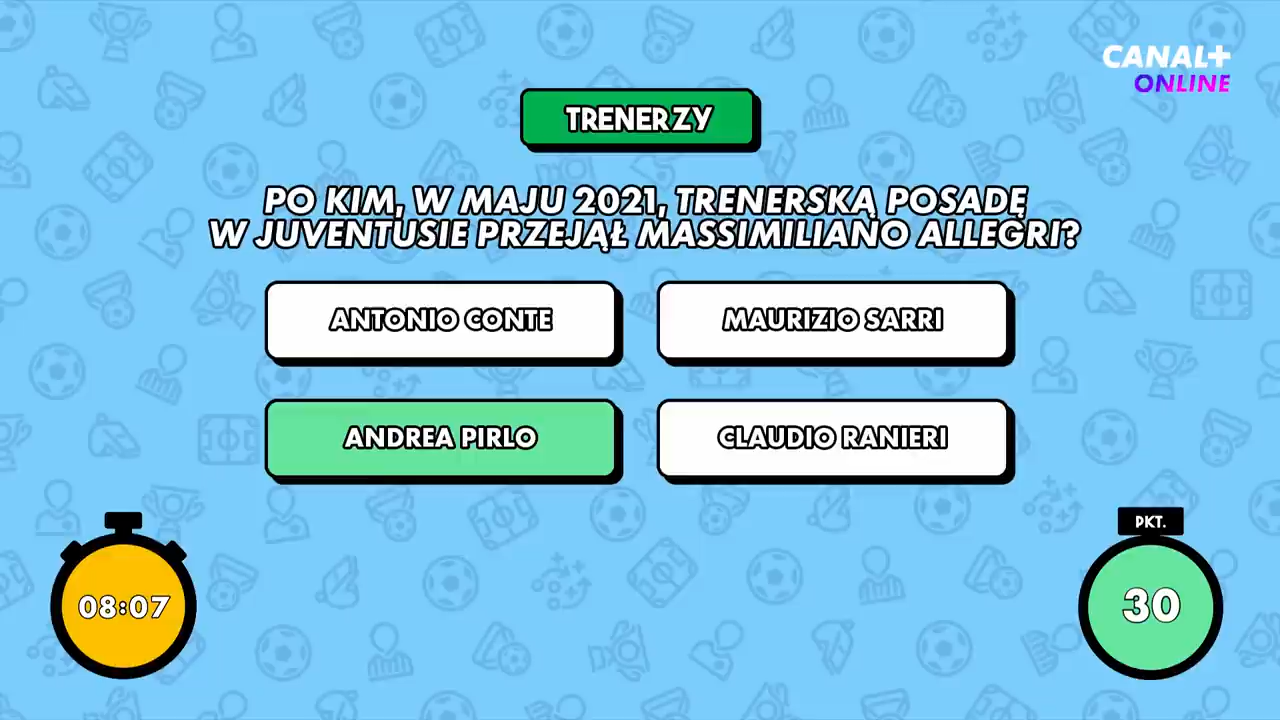 CANAL+
ONLINE
TRENERZY
PO KIM, W MAJU 2021, TRENERSKĄ POSADĘ
W JUVENTUSIE PRZEJĄŁ MASSIMILIANO ALLEGRI?
ANTONIO CONTE
MAURIZIO SARRI
ANDREA PIRLO
CLAUDIO RANIERI
PKT.
08:07
30